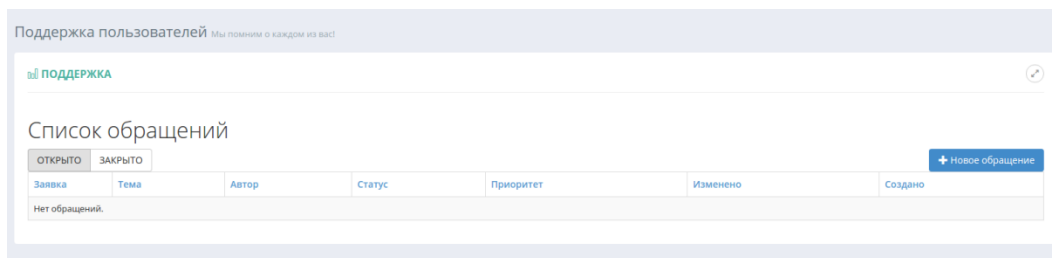 Поддержка пользователей Мы помним о каждом из вас!
ПОДДЕРЖКА
Список обращений
ОТКРЫТО ЗАКРЫТО + Новое обращение
Заявка Тема Автор Статус Приоритет Изменено Создано
Нет обращений.